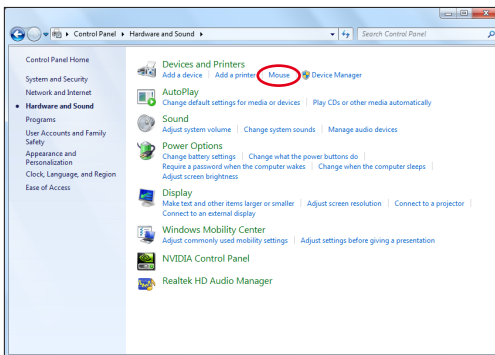 Control Panel ▸ Hardware and Sound ▸
Search Control Panel
Control Panel Home
System and Security
Network and Internet
Hardware and Sound
Programs
User Accounts and Family
Safety
Appearance and
Personalization
Clock, Language, and Region
Ease of Access
Devices and Printers
Add a device | Add a printer | Mouse | Device Manager
AutoPlay
Change default settings for media or devices | Play CDs or other media automatically
Sound
Adjust system volume | Change system sounds | Manage audio devices
Power Options
Change battery settings | Change what the power buttons do |
Require a password when the computer wakes | Change when the computer sleeps |
Adjust screen brightness
Display
Make text and other items larger or smaller | Adjust screen resolution | Connect to a projector |
Connect to an external display
Windows Mobility Center
Adjust commonly used mobility settings | Adjust settings before giving a presentation
NVIDIA Control Panel
Realtek HD Audio Manager